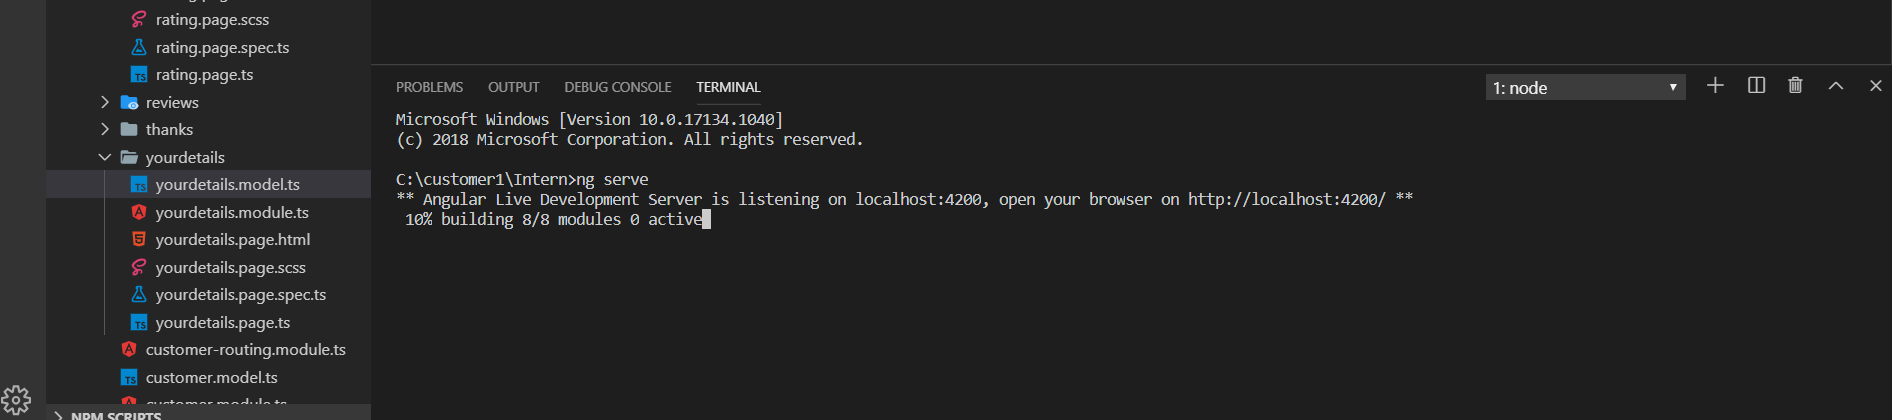 rating.page.scss
rating.page.spec.ts
rating.page.ts
reviews
thanks
yourdetails
yourdetails.model.ts
yourdetails.module.ts
yourdetails.page.html
yourdetails.page.scss
yourdetails.page.spec.ts
yourdetails.page.ts
customer-routing.module.ts
customer.model.ts
customer.module.ts
NPM SCRIPTS
PROBLEMS OUTPUT DEBUG CONSOLE TERMINAL 1: node
Microsoft Windows [Version 10.0.17134.1040]
(c) 2018 Microsoft Corporation. All rights reserved.
C:\customer1\Intern>ng serve
** Angular Live Development Server is listening on localhost:4200, open your browser on http://localhost:4200/ **
10% building 8/8 modules 0 active